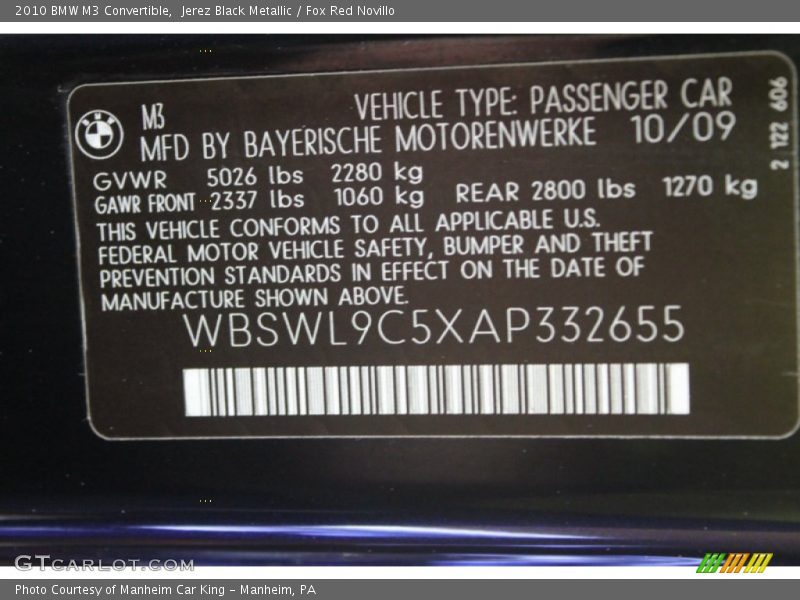 2010 BMW M3 Convertible,  Jerez Black Metallic / Fox Red Novillo
M3
VEHICLE TYPE: PASSENGER CAR
MFD BY BAYERISCHE MOTORENWERKE 10/09
2 122 606
GVWR 5026 lbs 2280 kg
GAWR FRONT 2337 lbs 1060 kg REAR 2800 lbs 1270 kg
THIS VEHICLE CONFORMS TO ALL APPLICABLE U.S.
FEDERAL MOTOR VEHICLE SAFETY, BUMPER AND THEFT
PREVENTION STANDARDS IN EFFECT ON THE DATE OF
MANUFACTURE SHOWN ABOVE.
WBSWL9C5XAP332655
GTCARLOT.COM
Photo Courtesy of Manheim Car King - Manheim, PA